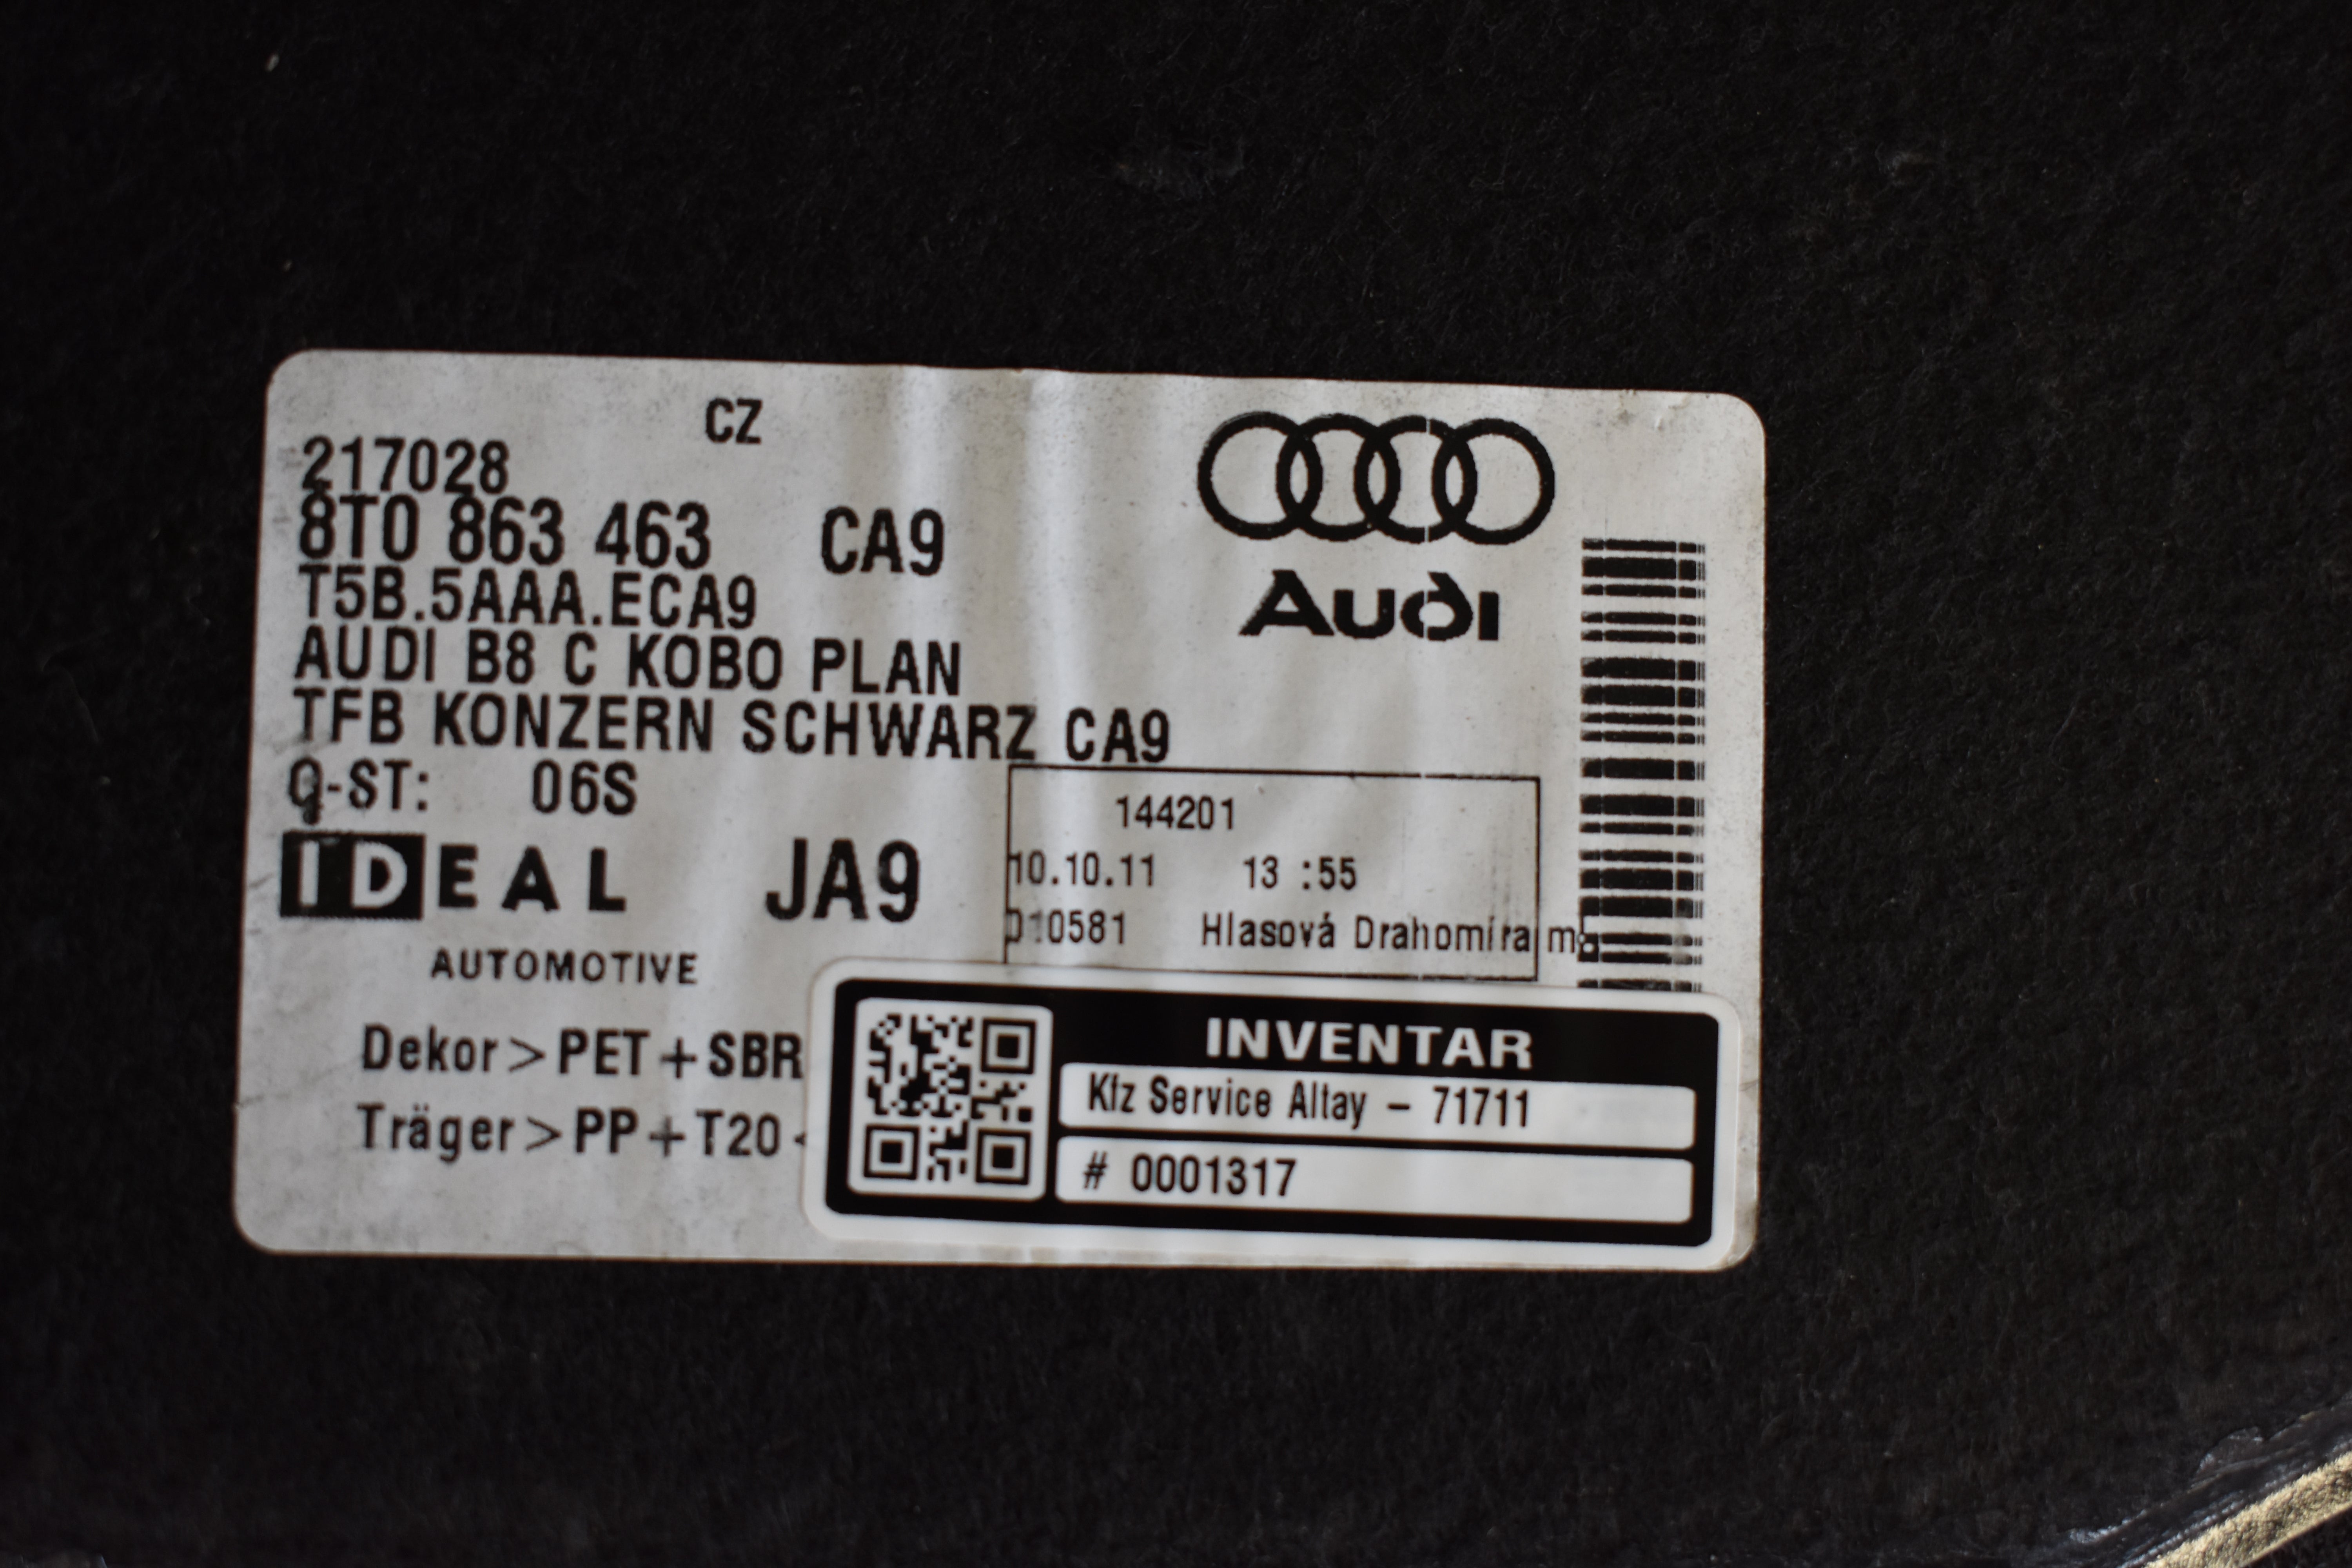 CZ
217028
8T0 863 463 CA9
T5B.5AAA.ECA9
AUDI B8 C KOBO PLAN
TFB KONZERN SCHWARZ CA9
Q-ST: 06S
IDEAL JA9
AUTOMOTIVE
Dekor>PET+SBR
Träger>PP+T20
Audi
144201
10.10.11 13 :55
010581 Hlasová Drahomíra
INVENTAR
Kfz Service Altay – 71711
# 0001317